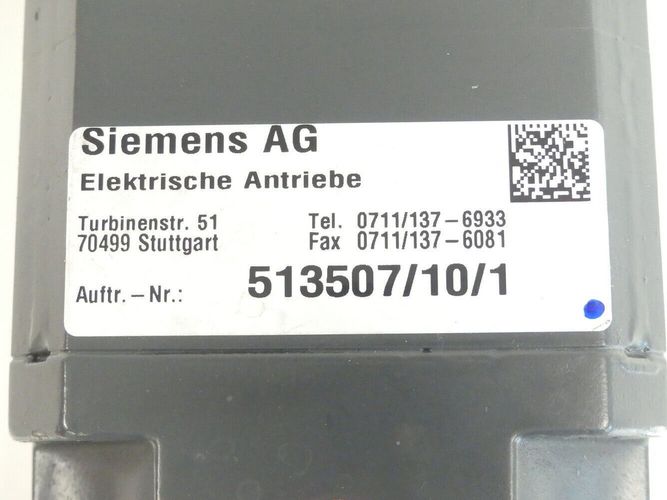 Siemens AG
Elektrische Antriebe
Turbinenstr. 51 Tel. 0711/137-6933
70499 Stuttgart Fax 0711/137-6081
Auftr.-Nr.: 513507/10/1